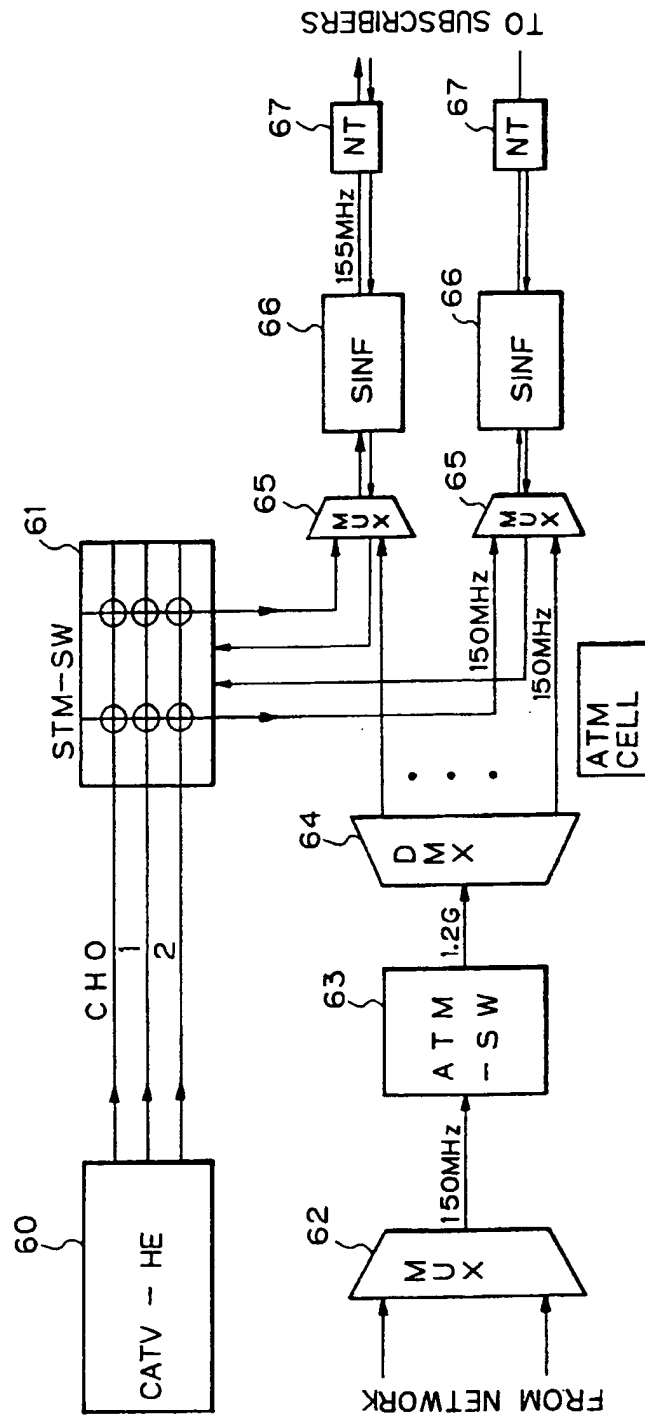 60
CATV - HE
CH0
1
2
STM-SW
61
FROM NETWORK
62
MUX
150MHz
63
ATM
-SW
1.2G
64
DMX
150MHz
150MHz
ATM
CELL
65
MUX
66
SINF
155MHz
67
NT
65
MUX
66
SINF
67
NT
TO SUBSCRIBERS